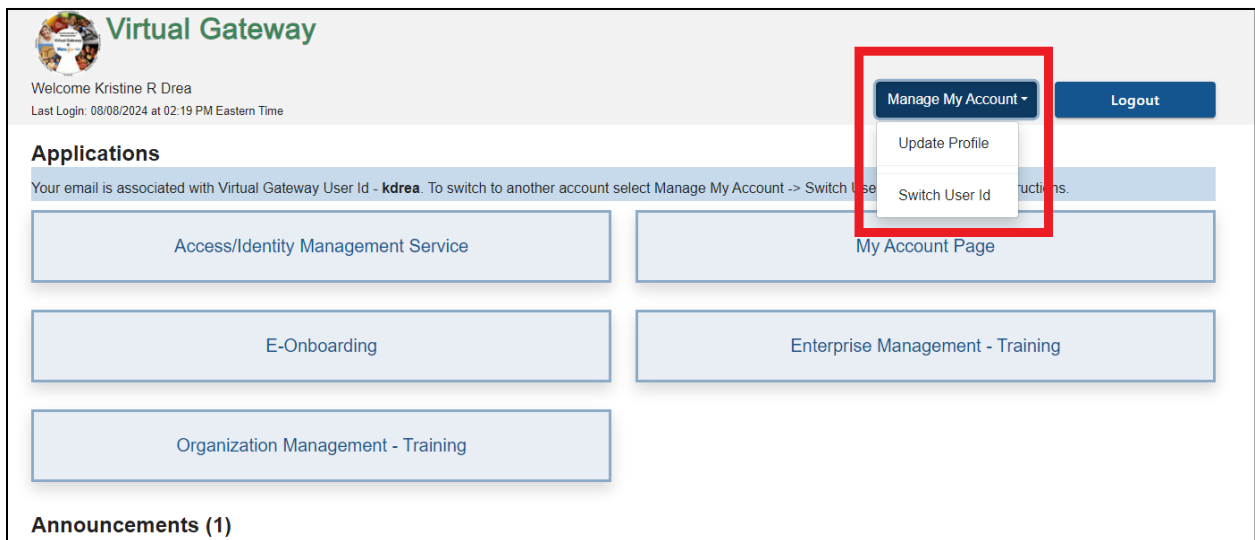 Virtual Gateway
Welcome Kristine R Drea
Last Login: 08/08/2024 at 02:19 PM Eastern Time
Manage My Account
Logout
Update Profile
Switch User Id
Applications
Your email is associated with Virtual Gateway User Id - kdrea. To switch to another account select Manage My Account -> Switch Use ructions.
Access/Identity Management Service
My Account Page
E-Onboarding
Enterprise Management - Training
Organization Management - Training
Announcements (1)